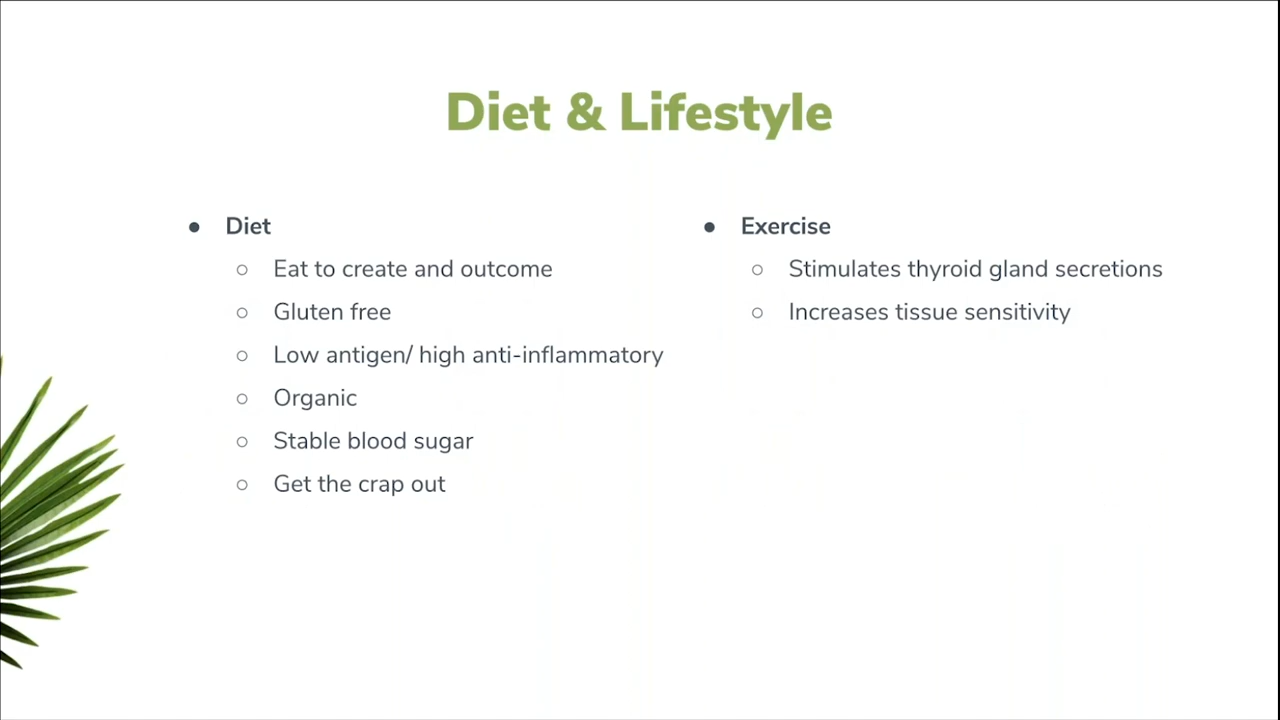 Diet & Lifestyle
● Diet
○ Eat to create and outcome
○ Gluten free
○ Low antigen/ high anti-inflammatory
○ Organic
○ Stable blood sugar
○ Get the crap out
● Exercise
○ Stimulates thyroid gland secretions
○ Increases tissue sensitivity